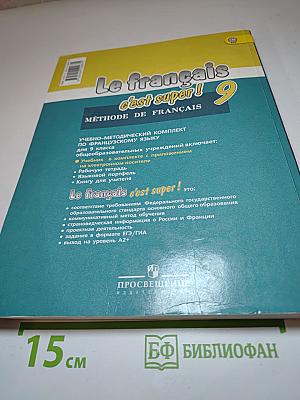 Le français
c'est super !
9
MÉTHODE DE FRANÇAIS
УЧЕБНО-МЕТОДИЧЕСКИЙ КОМПЛЕКТ
ПО ФРАНЦУЗСКОМУ ЯЗЫКУ
для 9 класса
общеобразовательных учреждений включает:
• Учебник в комплекте с приложением
на электронном носителе
• Рабочую тетрадь
• Языковой портфель
• Книгу для учителя
Le français c'est super ! это:
• соответствие требованиям Федерального государственного
образовательного стандарта основного общего образования
• коммуникативный метод обучения
• страноведческая информация о России и Франции
• проектная деятельность
• задания в формате ЕГЭ/ГИА
• выход на уровень А2+
ПРОСВЕЩЕНИЕ
ИЗДАТЕЛЬСТВО
15 см
БФ БИБЛИОФАН